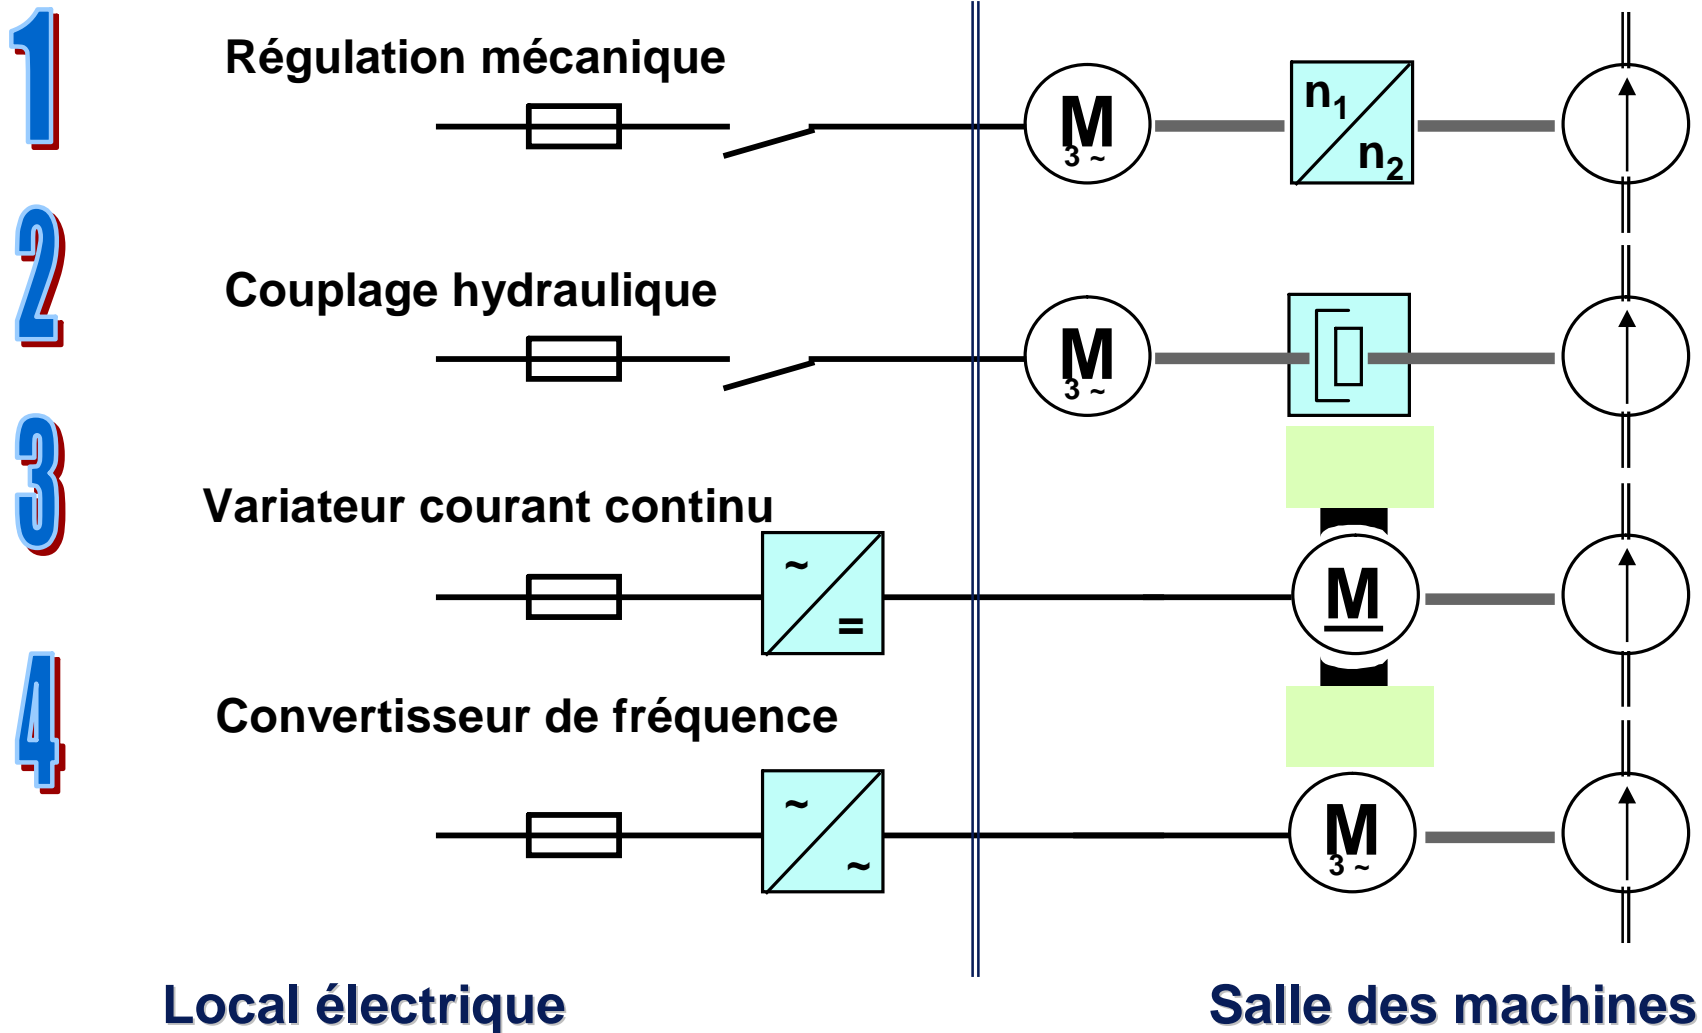 1
Régulation mécanique
M
3 ~
n₁
n₂
2
Couplage hydraulique
M
3 ~
3
Variateur courant continu
~
=
M
4
Convertisseur de fréquence
~
~
M
3 ~
Local électrique
Salle des machines